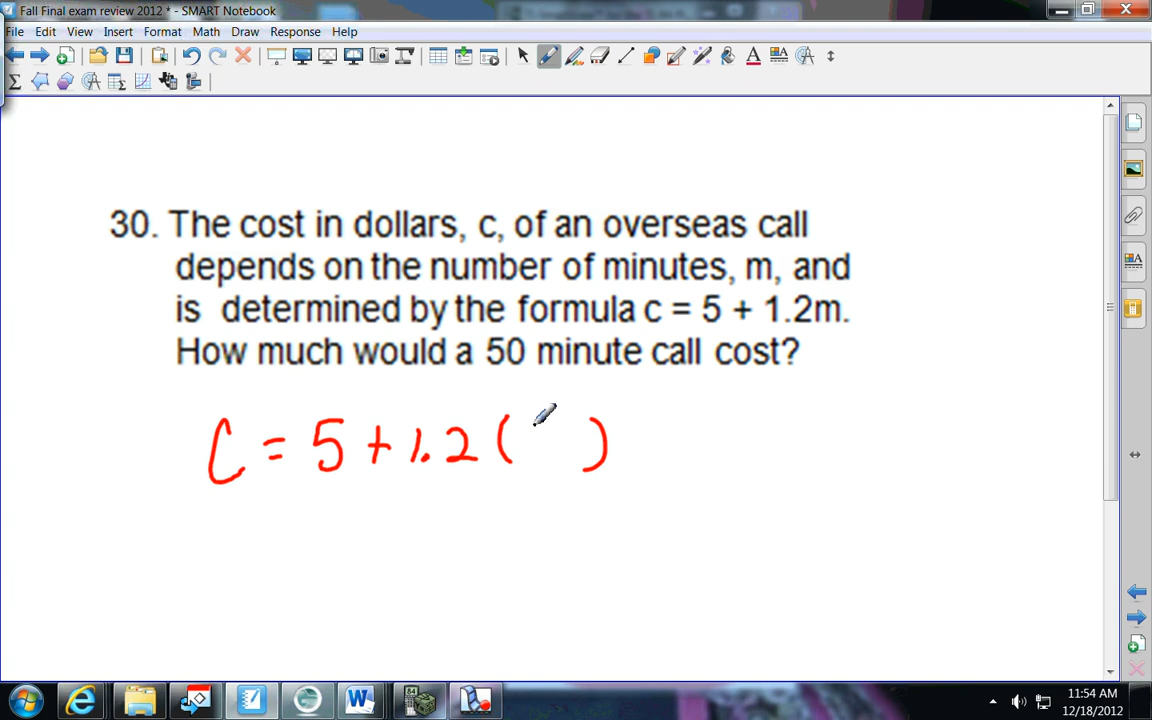 Fall Final exam review 2012 * - SMART Notebook
File Edit View Insert Format Math Draw Response Help
30. The cost in dollars, c, of an overseas call
depends on the number of minutes, m, and
is determined by the formula c = 5 + 1.2m.
How much would a 50 minute call cost?
C = 5 + 1.2 ( )
11:54 AM
12/18/2012